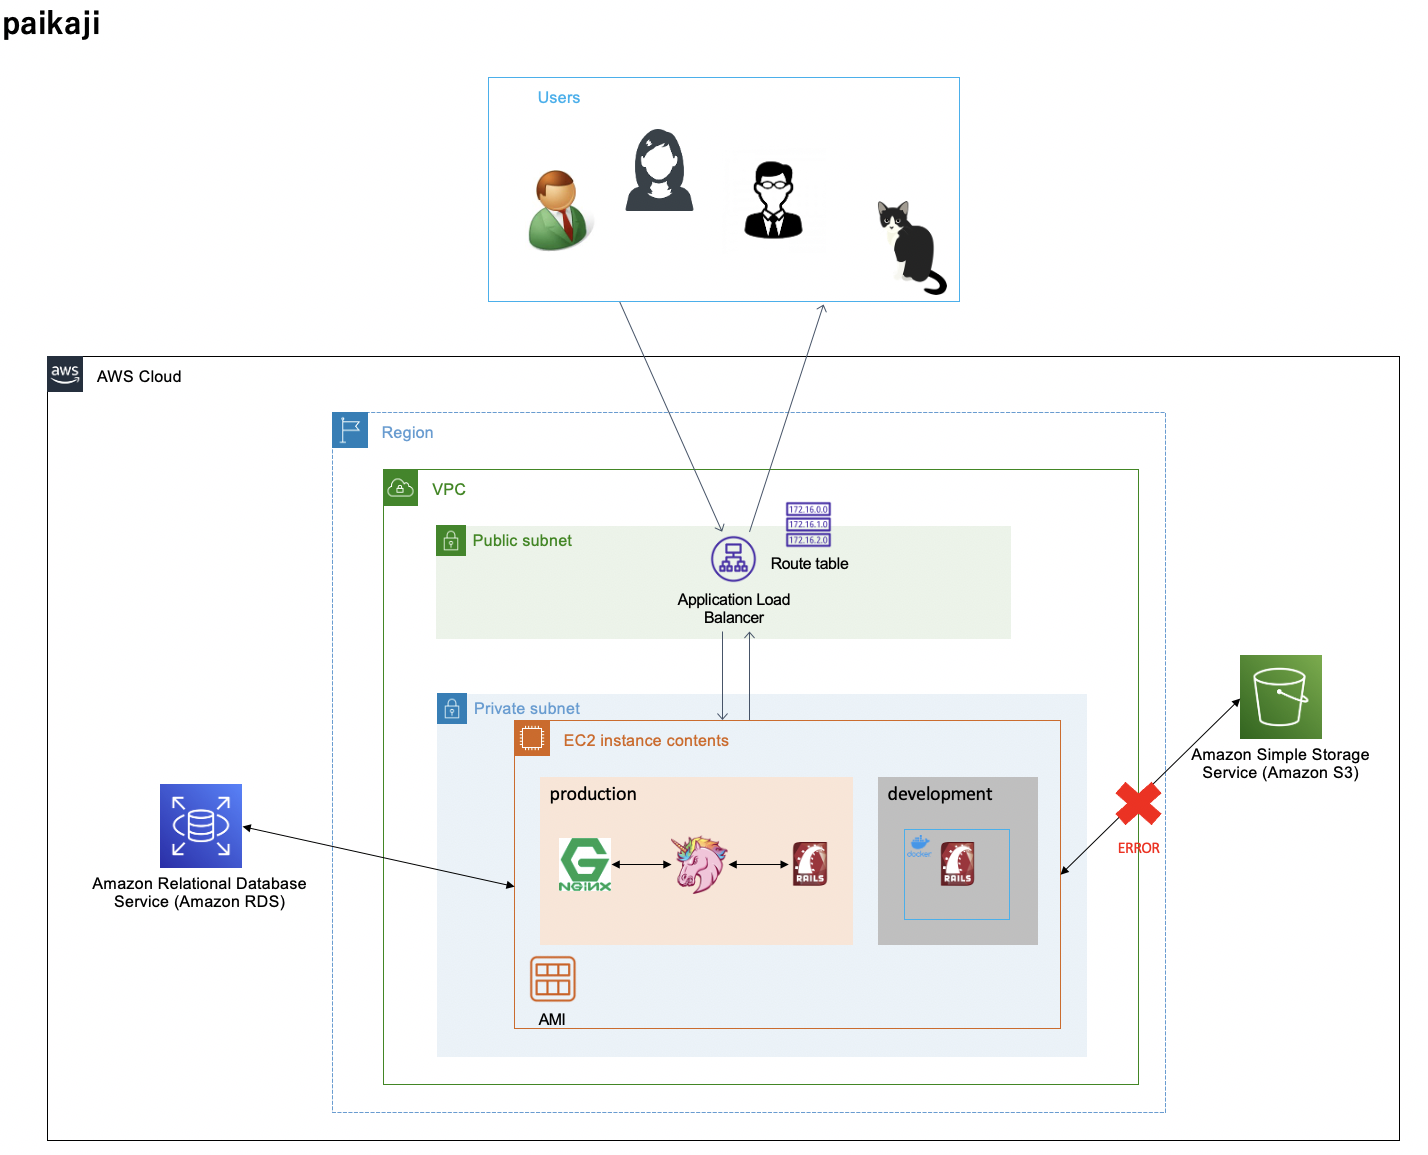 paikaji
Users
aws
AWS Cloud
Region
VPC
Public subnet
172.16.0.0
172.16.1.0
172.16.2.0
Route table
Application Load
Balancer
Private subnet
EC2 instance contents
production
development
NGINX
RAILS
docker
RAILS
AMI
Amazon Relational Database
Service (Amazon RDS)
Amazon Simple Storage
Service (Amazon S3)
ERROR